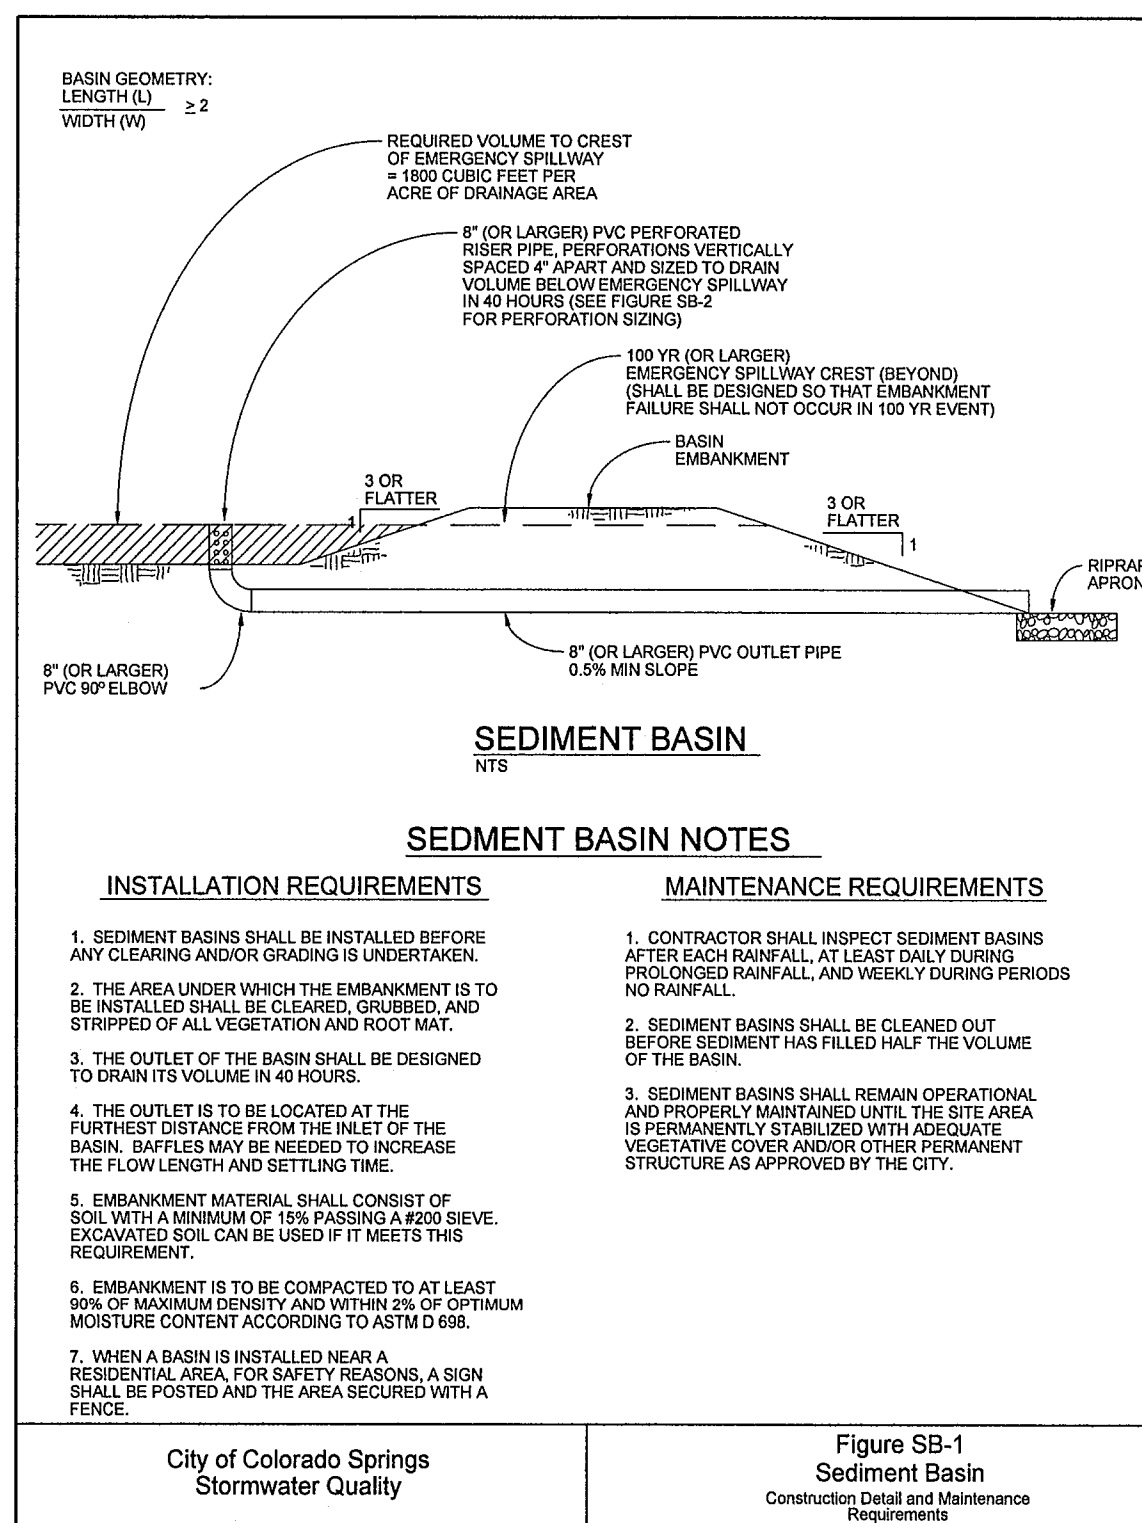 BASIN GEOMETRY:
LENGTH (L)
WIDTH (W)
≥ 2
REQUIRED VOLUME TO CREST
OF EMERGENCY SPILLWAY
= 1800 CUBIC FEET PER
ACRE OF DRAINAGE AREA
8" (OR LARGER) PVC PERFORATED
RISER PIPE, PERFORATIONS VERTICALLY
SPACED 4" APART AND SIZED TO DRAIN
VOLUME BELOW EMERGENCY SPILLWAY
IN 40 HOURS (SEE FIGURE SB-2
FOR PERFORATION SIZING)
100 YR (OR LARGER)
EMERGENCY SPILLWAY CREST (BEYOND)
(SHALL BE DESIGNED SO THAT EMBANKMENT
FAILURE SHALL NOT OCCUR IN 100 YR EVENT)
BASIN
EMBANKMENT
3 OR
FLATTER
1
3 OR
FLATTER
1
RIPRAP
APRON
8" (OR LARGER)
PVC 90º ELBOW
8" (OR LARGER) PVC OUTLET PIPE
0.5% MIN SLOPE
SEDIMENT BASIN
NTS
SEDMENT BASIN NOTES
INSTALLATION REQUIREMENTS
1. SEDIMENT BASINS SHALL BE INSTALLED BEFORE
ANY CLEARING AND/OR GRADING IS UNDERTAKEN.
2. THE AREA UNDER WHICH THE EMBANKMENT IS TO
BE INSTALLED SHALL BE CLEARED, GRUBBED, AND
STRIPPED OF ALL VEGETATION AND ROOT MAT.
3. THE OUTLET OF THE BASIN SHALL BE DESIGNED
TO DRAIN ITS VOLUME IN 40 HOURS.
4. THE OUTLET IS TO BE LOCATED AT THE
FURTHEST DISTANCE FROM THE INLET OF THE
BASIN. BAFFLES MAY BE NEEDED TO INCREASE
THE FLOW LENGTH AND SETTLING TIME.
5. EMBANKMENT MATERIAL SHALL CONSIST OF
SOIL WITH A MINIMUM OF 15% PASSING A #200 SIEVE.
EXCAVATED SOIL CAN BE USED IF IT MEETS THIS
REQUIREMENT.
6. EMBANKMENT IS TO BE COMPACTED TO AT LEAST
90% OF MAXIMUM DENSITY AND WITHIN 2% OF OPTIMUM
MOISTURE CONTENT ACCORDING TO ASTM D 698.
7. WHEN A BASIN IS INSTALLED NEAR A
RESIDENTIAL AREA, FOR SAFETY REASONS, A SIGN
SHALL BE POSTED AND THE AREA SECURED WITH A
FENCE.
MAINTENANCE REQUIREMENTS
1. CONTRACTOR SHALL INSPECT SEDIMENT BASINS
AFTER EACH RAINFALL, AT LEAST DAILY DURING
PROLONGED RAINFALL, AND WEEKLY DURING PERIODS
NO RAINFALL.
2. SEDIMENT BASINS SHALL BE CLEANED OUT
BEFORE SEDIMENT HAS FILLED HALF THE VOLUME
OF THE BASIN.
3. SEDIMENT BASINS SHALL REMAIN OPERATIONAL
AND PROPERLY MAINTAINED UNTIL THE SITE AREA
IS PERMANENTLY STABILIZED WITH ADEQUATE
VEGETATIVE COVER AND/OR OTHER PERMANENT
STRUCTURE AS APPROVED BY THE CITY.
City of Colorado Springs
Stormwater Quality
Figure SB-1
Sediment Basin
Construction Detail and Maintenance
Requirements